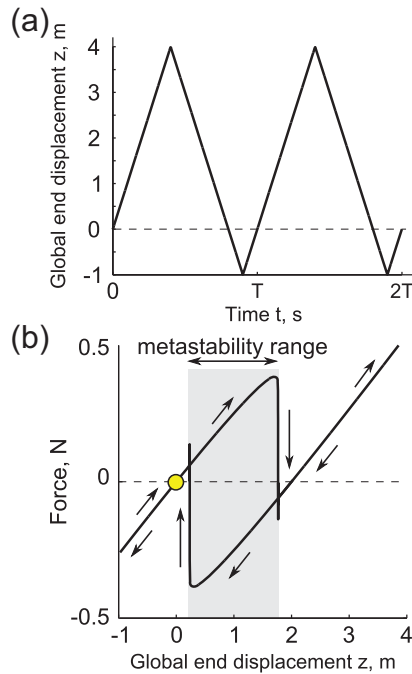 (a)
Global end displacement z, m
4
3
2
1
0
-1
0
T
2T
Time t, s
(b)
metastability range
Force, N
0.5
0
-0.5
-1
0
1
2
3
4
Global end displacement z, m